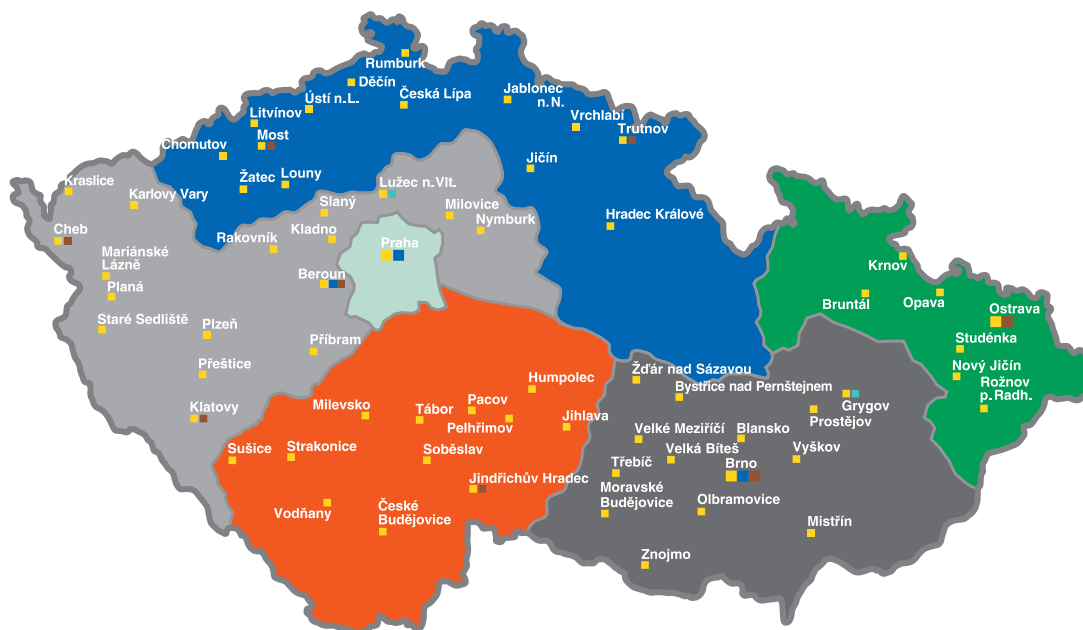 Rumburk
Děčín
Česká Lípa
Ústí n.L.
Litvínov
Most
Chomutov
Žatec
Louny
Jablonec
n.N.
Vrchlabí
Trutnov
Jičín
Hradec Králové
Kraslice
Karlovy Vary
Cheb
Mariánské
Lázně
Planá
Staré Sedliště
Plzeň
Přeštice
Klatovy
Rakovník
Slaný
Kladno
Beroun
Příbram
Lužec n.Vlt.
Milovice
Nymburk
Praha
Krnov
Bruntál
Opava
Ostrava
Studénka
Nový Jičín
Rožnov
p.Radh.
Humpolec
Pacov
Pelhřimov
Jihlava
Milevsko
Tábor
Soběslav
Sušice
Strakonice
Jindřichův Hradec
Vodňany
České
Budějovice
Žďár nad Sázavou
Bystřice nad Pernštejnem
Grygov
Prostějov
Velké Meziříčí
Blansko
Velká Bíteš
Vyškov
Třebíč
Brno
Moravské
Budějovice
Olbramovice
Mistřín
Znojmo